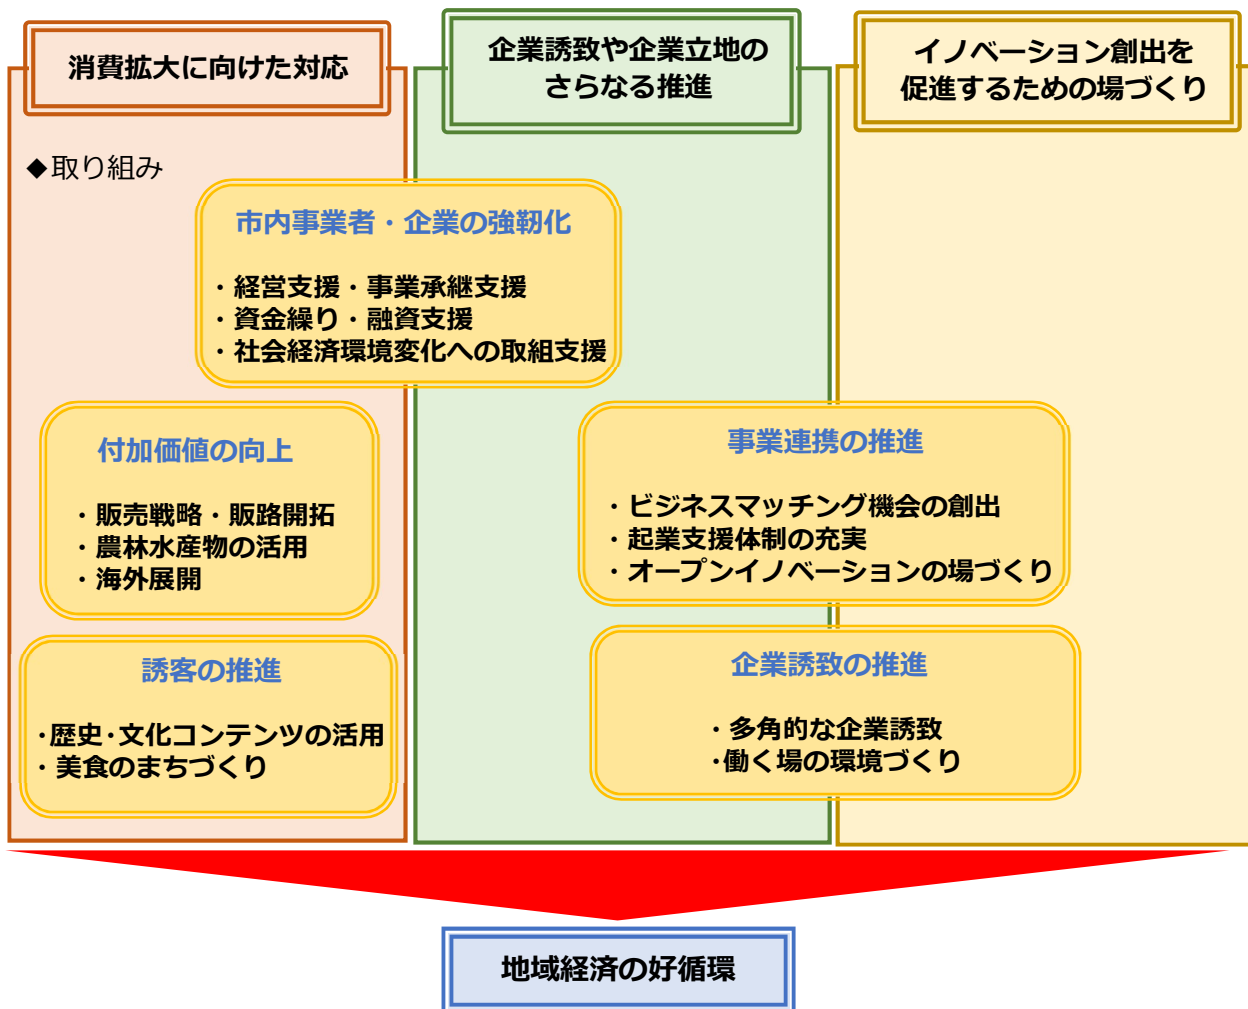 消費拡大に向けた対応
企業誘致や企業立地の
さらなる推進
イノベーション創出を
促進するための場づくり
◆取り組み
市内事業者・企業の強靭化
・経営支援・事業承継支援
・資金繰り・融資支援
・社会経済環境変化への取組支援
付加価値の向上
・販売戦略・販路開拓
・農林水産物の活用
・海外展開
事業連携の推進
・ビジネスマッチング機会の創出
・起業支援体制の充実
・オープンイノベーションの場づくり
誘客の推進
・歴史・文化コンテンツの活用
・美食のまちづくり
企業誘致の推進
・多角的な企業誘致
・働く場の環境づくり
地域経済の好循環